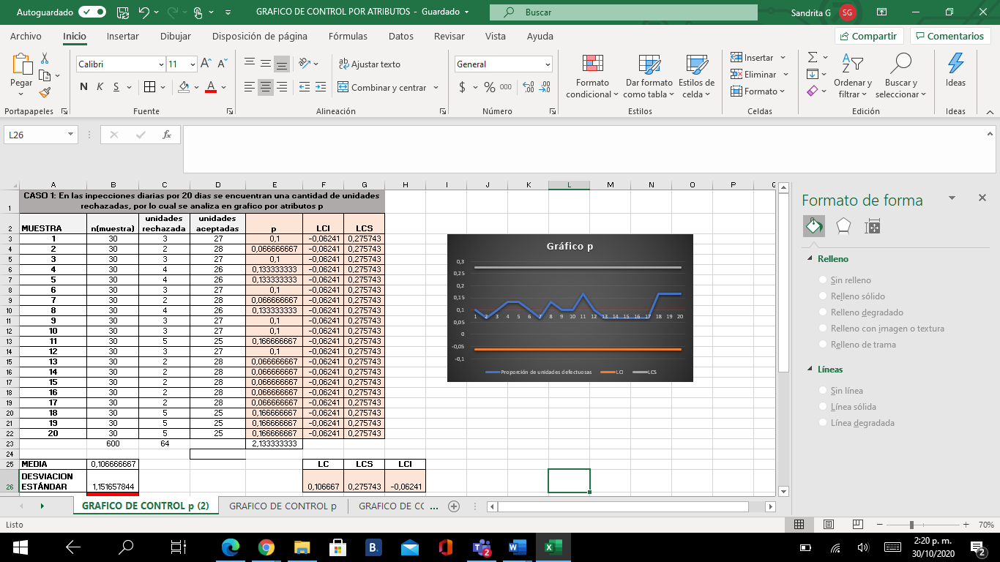 Autoguardado
GRAFICO DE CONTROL POR ATRIBUTOS - Guardado
Buscar
Sandrita G
SG
Archivo Inicio Insertar Dibujar Disposición de página Fórmulas Datos Revisar Vista Ayuda
Compartir Comentarios
Pegar
Portapapeles
Calibri 11
N K S
Fuente
Ajustar texto
Combinar y centrar
Alineación
General
$ % 000
Número
Formato condicional
Dar formato como tabla
Estilos de celda
Estilos
Insertar
Eliminar
Formato
Celdas
Ordenar y filtrar
Buscar y seleccionar
Edición
Ideas
Ideas
L26
fx
A B C D E F G H I J K L M N O P
1 CASO 1: En las inpecciones diarias por 20 dias se encuentran una cantidad de unidades
rechazadas, por lo cual se analiza en grafico por atributos p
2 MUESTRA n(muestra) unidades rechazada unidades aceptadas p LCI LCS
3 1 30 3 27 0,1 -0,06241 0,275743
4 2 30 2 28 0,066666667 -0,06241 0,275743
5 3 30 3 27 0,1 -0,06241 0,275743
6 4 30 4 26 0,133333333 -0,06241 0,275743
7 5 30 4 26 0,133333333 -0,06241 0,275743
8 6 30 3 27 0,1 -0,06241 0,275743
9 7 30 2 28 0,066666667 -0,06241 0,275743
10 8 30 4 26 0,133333333 -0,06241 0,275743
11 9 30 3 27 0,1 -0,06241 0,275743
12 10 30 3 27 0,1 -0,06241 0,275743
13 11 30 5 25 0,166666667 -0,06241 0,275743
14 12 30 3 27 0,1 -0,06241 0,275743
15 13 30 2 28 0,066666667 -0,06241 0,275743
16 14 30 2 28 0,066666667 -0,06241 0,275743
17 15 30 2 28 0,066666667 -0,06241 0,275743
18 16 30 2 28 0,066666667 -0,06241 0,275743
19 17 30 2 28 0,066666667 -0,06241 0,275743
20 18 30 5 25 0,166666667 -0,06241 0,275743
21 19 30 5 25 0,166666667 -0,06241 0,275743
22 20 30 5 25 0,166666667 -0,06241 0,275743
23 600 64 2,133333333
24
25 MEDIA 0,106666667 LC LCS LCI
26 DESVIACION ESTÁNDAR 1,151657844 0,106667 0,275743 -0,06241
Gráfico p
0,3
0,25
0,2
0,15
0,1
0,05
0
-0,05
-0,1
1 2 3 4 5 6 7 8 9 10 11 12 13 14 15 16 17 18 19 20
Proporción de unidades defectuosas LCI LCS
Formato de forma
Relleno
Sin relleno
Relleno sólido
Relleno degradado
Relleno con imagen o textura
Relleno de trama
Líneas
Sin línea
Línea sólida
Línea degradada
GRAFICO DE CONTROL p (2) GRAFICO DE CONTROL p GRAFICO DE CC ...
Listo
70%
2
2:20 p. m.
30/10/2020
2